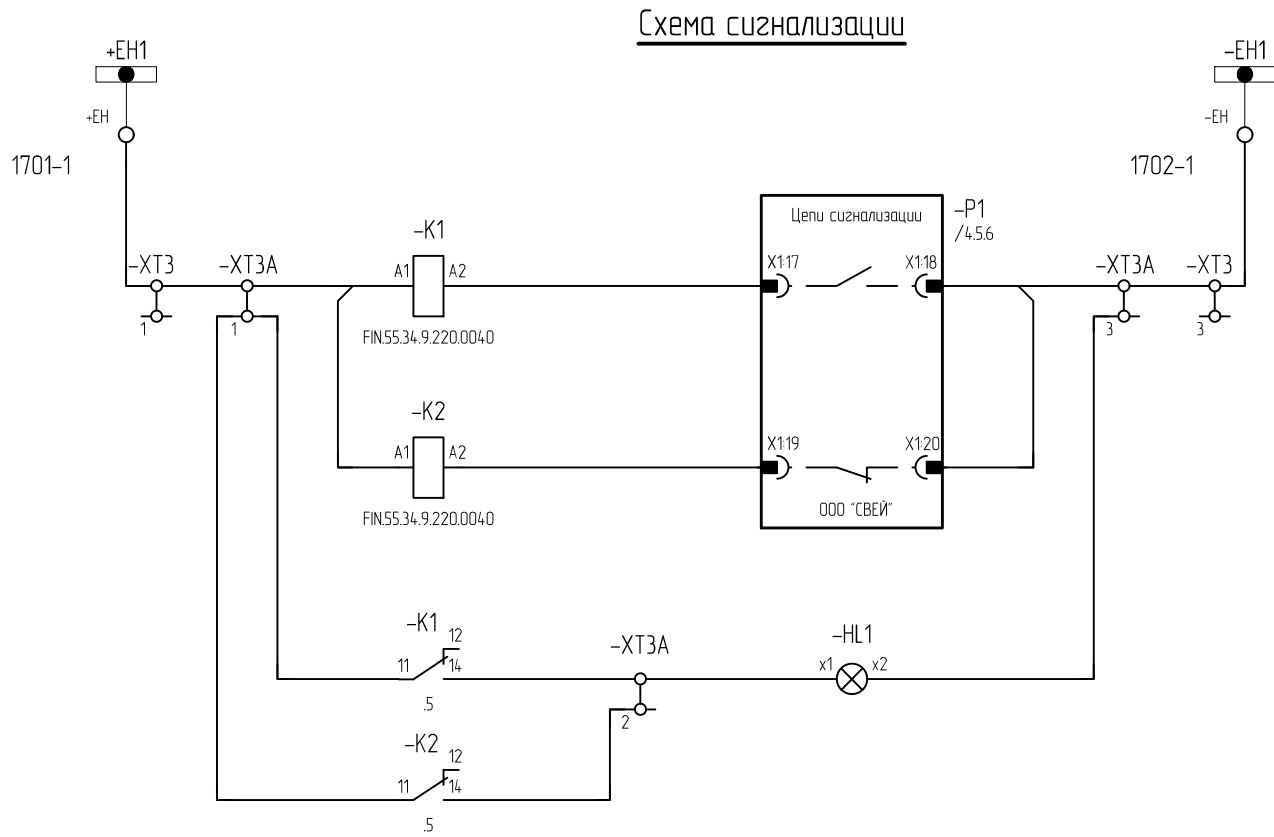 Схема сигнализации
+EH1
-EH1
+EH
-EH
1701-1
1702-1
Цепи сигнализации
-P1
/4.5.6
-K1
-XT3
-XT3A
A1
A2
X1:17
X1:18
-XT3A
-XT3
1
1
3
3
FIN.55.34.9.220.0040
-K2
A1
A2
X1:19
X1:20
FIN.55.34.9.220.0040
ООО "СВЕЙ"
-K1
12
11
14
.5
-XT3A
2
-HL1
x1
x2
-K2
12
11
14
.5